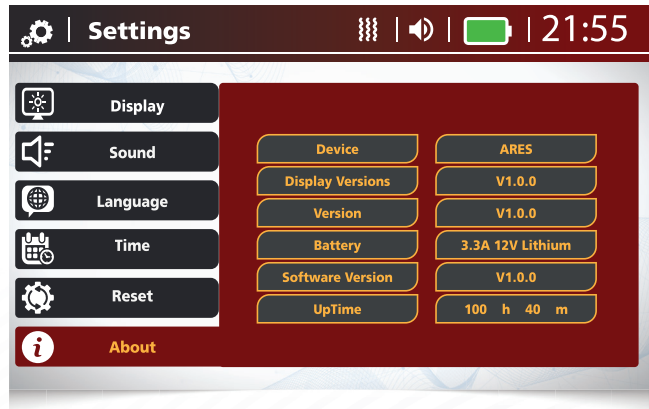 Settings
21:55
Display
Sound
Language
Time
Reset
About
Device ARES
Display Versions V1.0.0
Version V1.0.0
Battery 3.3A 12V Lithium
Software Version V1.0.0
UpTime 100 h 40 m